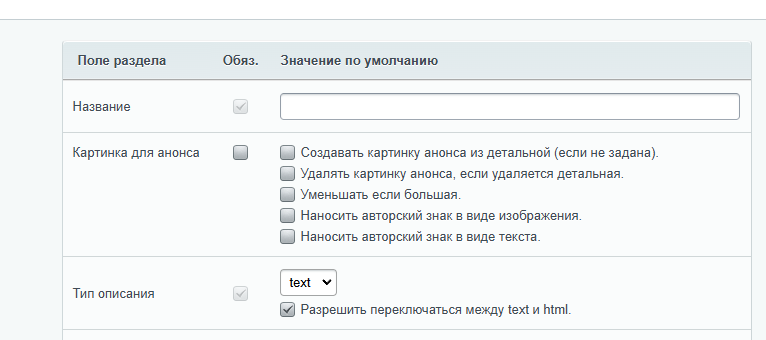 Поле раздела Обяз. Значение по умолчанию
Название
Картинка для анонса Создавать картинку анонса из детальной (если не задана).
Удалять картинку анонса, если удаляется детальная.
Уменьшать если большая.
Наносить авторский знак в виде изображения.
Наносить авторский знак в виде текста.
text
Тип описания
Разрешить переключаться между text и html.